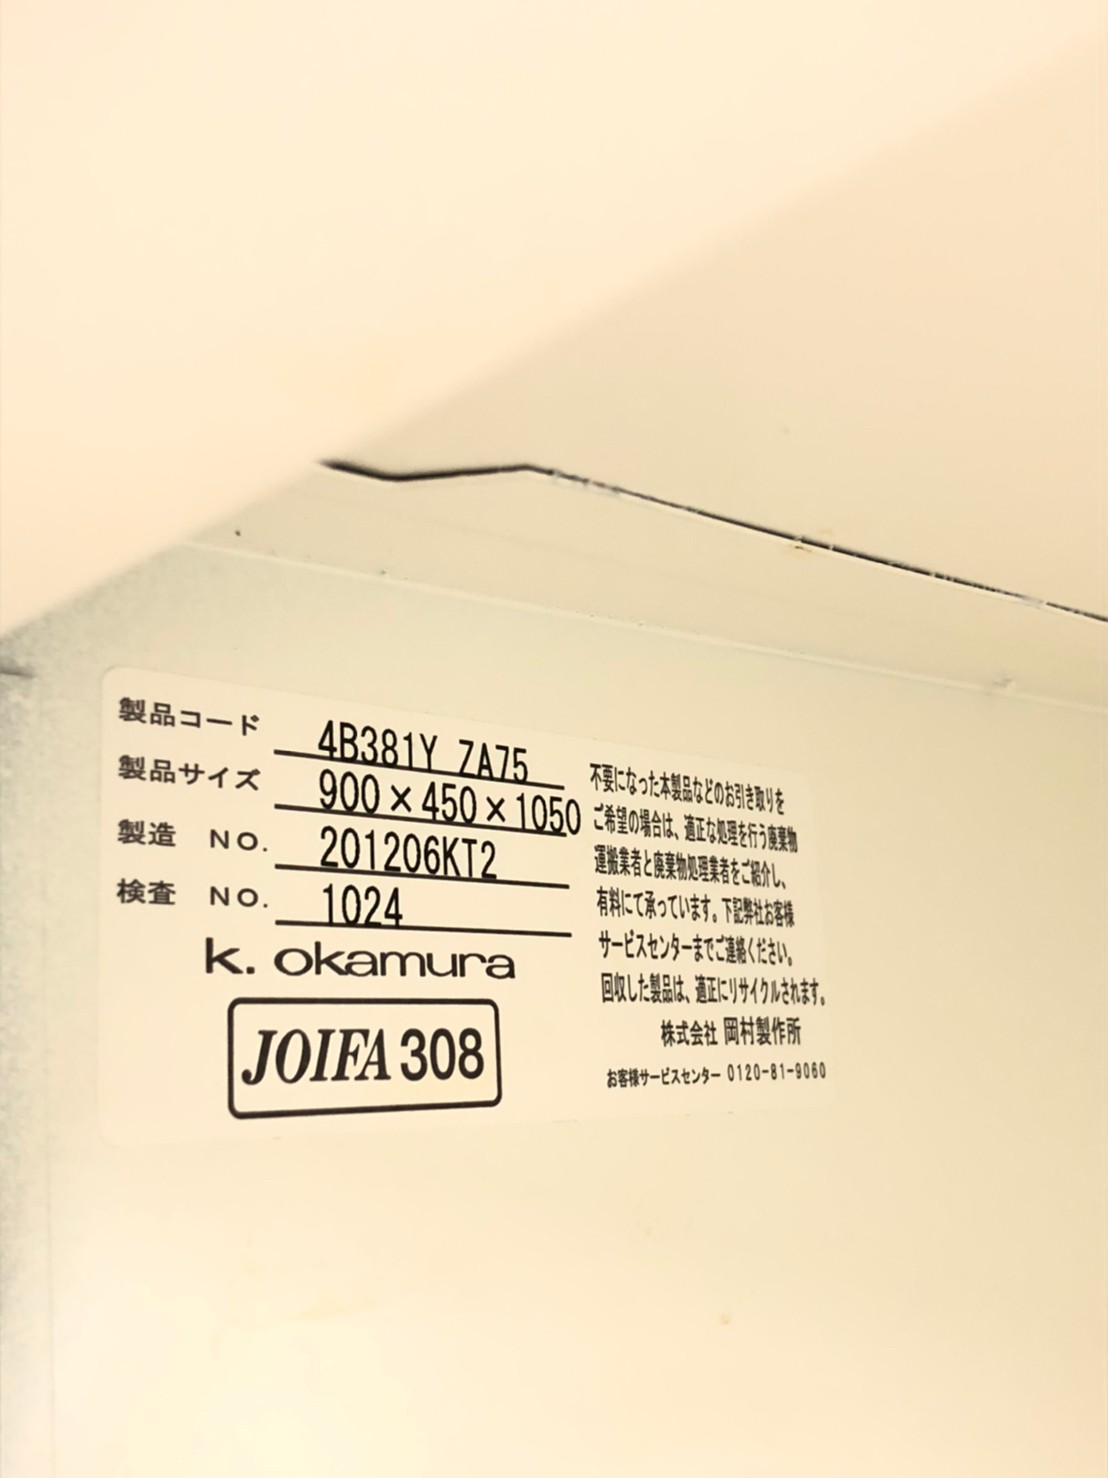 製品コード 4B381Y ZA75
製品サイズ 900×450×1050
製造 NO. 201206KT2
検査 NO. 1024
k. okamura
JOIFA 308
不要になった本製品などのお引き取りを
ご希望の場合は、適正な処理を行う廃棄物
運搬業者と廃棄物処理業者をご紹介し、
有料にて承っています。下記弊社お客様
サービスセンターまでご連絡ください。
回収した製品は、適正にリサイクルされます。
株式会社 岡村製作所
お客様サービスセンター 0120-81-9060